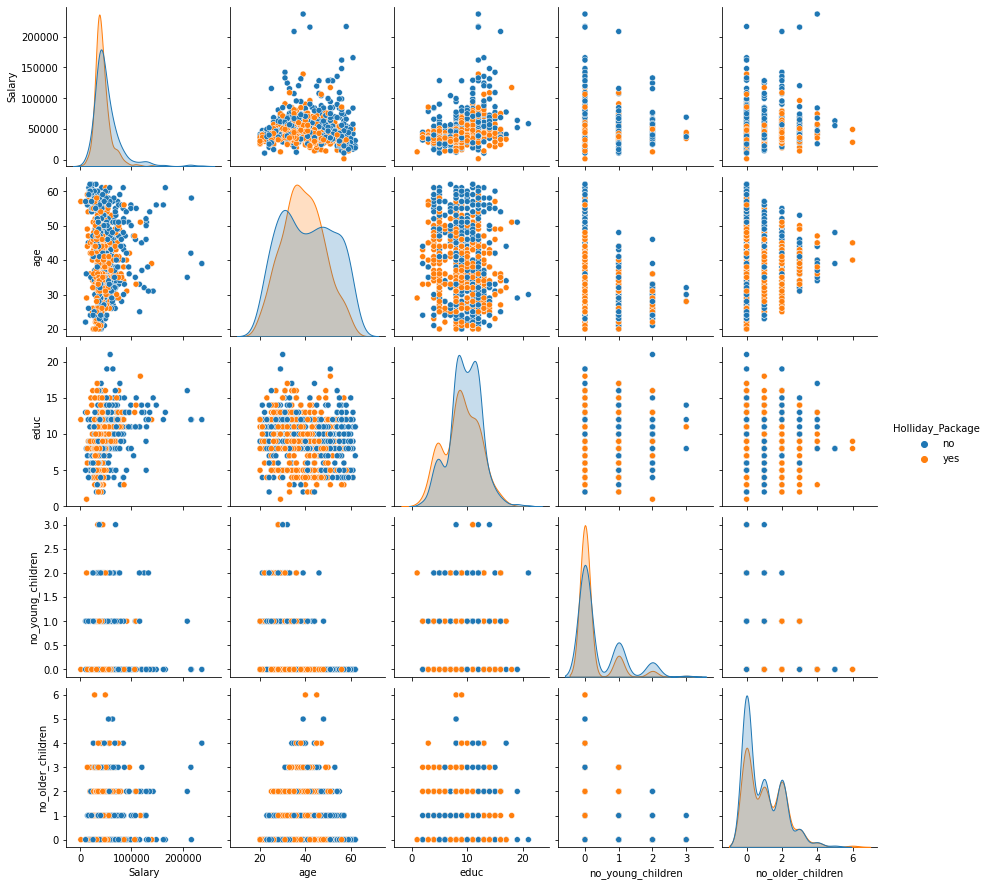 200000
150000
100000
50000
0
Salary
60
50
40
30
20
age
20
15
10
5
0
educ
Holliday_Package
no
yes
3.0
2.5
2.0
1.5
1.0
0.5
0.0
no_young_children
6
5
4
3
2
1
0
no_older_children
0 100000 200000
Salary
20 40 60
age
0 10 20
educ
0 1 2 3
no_young_children
0 2 4 6
no_older_children